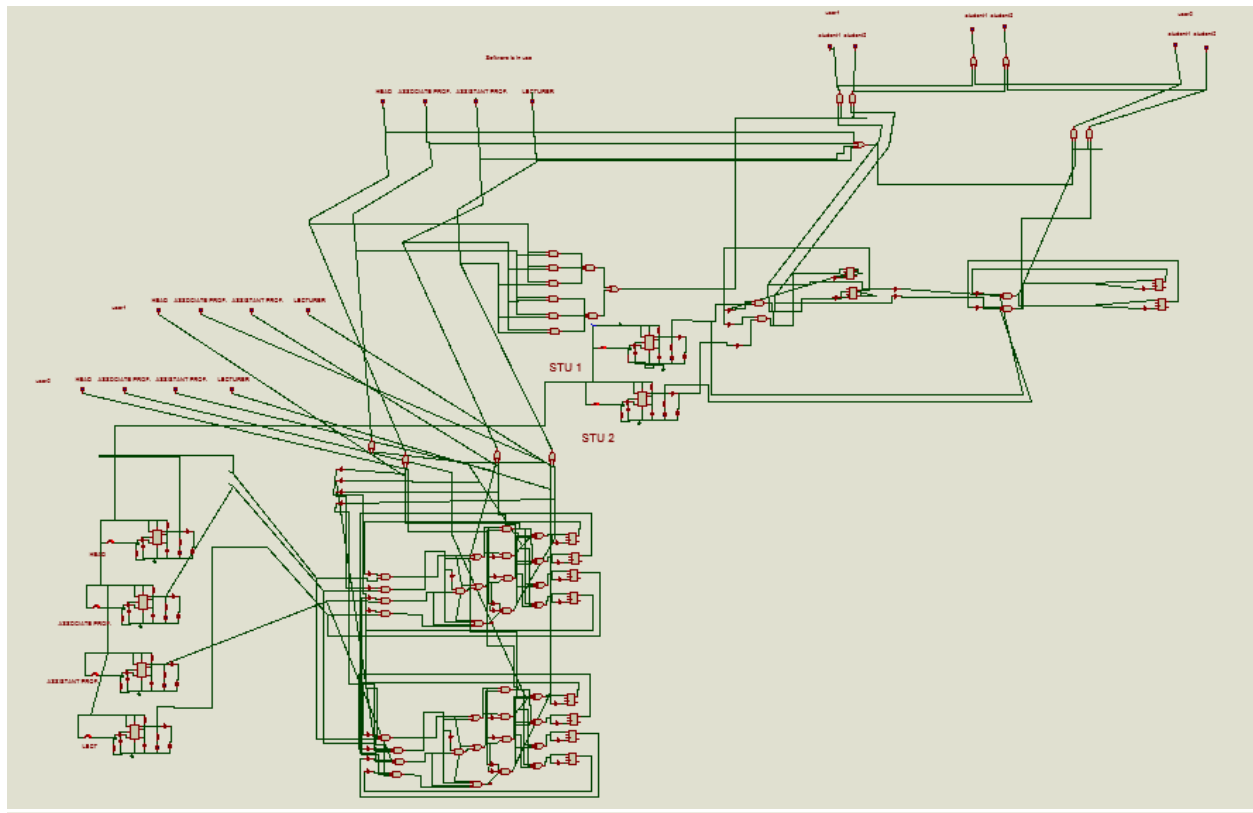 user1
student1 student2
student1 student2
user2
student1 student2
Software is in use
HEAD ASSOCIATE PROF. ASSISTANT PROF. LECTURER
user1
HEAD ASSOCIATE PROF. ASSISTANT PROF. LECTURER
STU 1
HEAD ASSOCIATE PROF. ASSISTANT PROF. LECTURER
STU 2
HEAD
ASSOCIATE PROF.
ASSISTANT PROF.
LECT